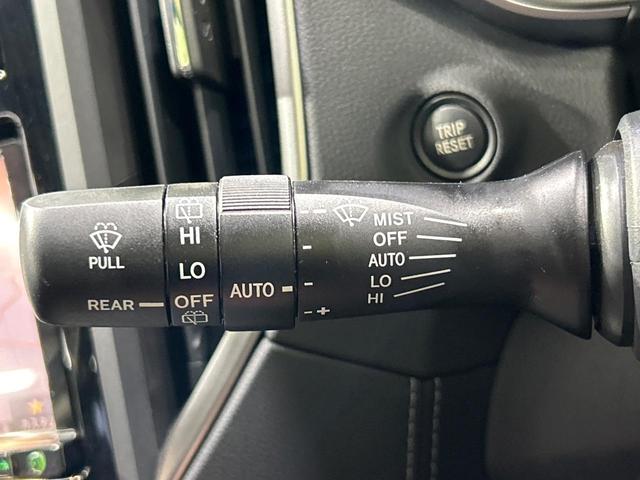 TRIP
RESET
PULL
REAR
HI
LO
OFF
AUTO
- +
MIST
OFF
AUTO
LO
HI